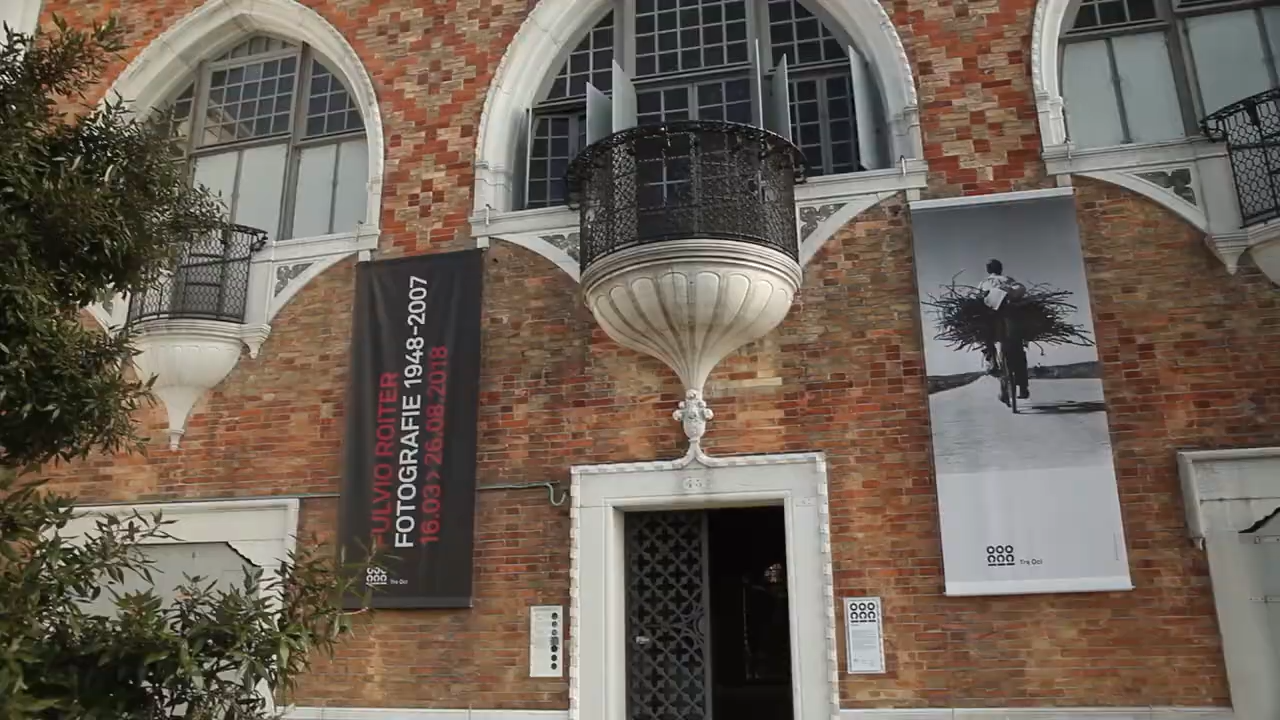 FULVIO ROITER
FOTOGRAFIE 1948-2007
16.03 > 26.08.2018
Tre Oci
Tre Oci